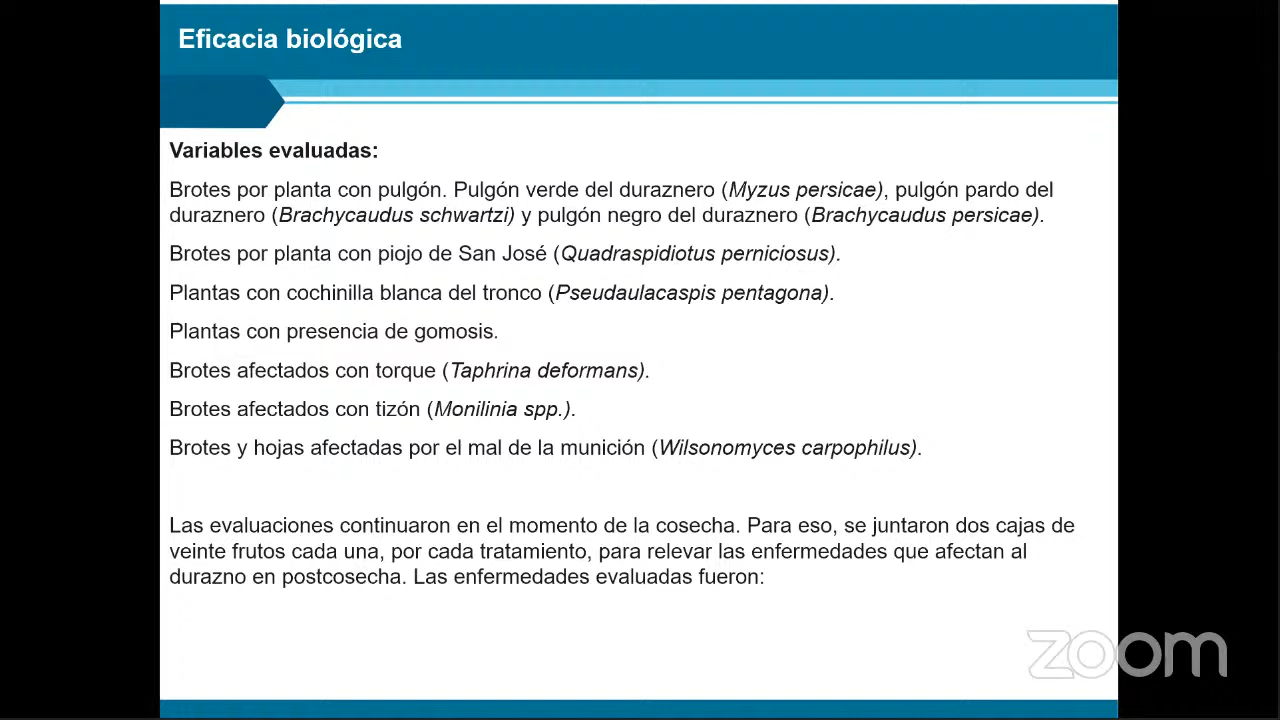 Eficacia biológica
Variables evaluadas:
Brotes por planta con pulgón. Pulgón verde del duraznero (Myzus persicae), pulgón pardo del
duraznero (Brachycaudus schwartzi) y pulgón negro del duraznero (Brachycaudus persicae).
Brotes por planta con piojo de San José (Quadraspidiotus perniciosus).
Plantas con cochinilla blanca del tronco (Pseudaulacaspis pentagona).
Plantas con presencia de gomosis.
Brotes afectados con torque (Taphrina deformans).
Brotes afectados con tizón (Monilinia spp.).
Brotes y hojas afectadas por el mal de la munición (Wilsonomyces carpophilus).
Las evaluaciones continuaron en el momento de la cosecha. Para eso, se juntaron dos cajas de
veinte frutos cada una, por cada tratamiento, para relevar las enfermedades que afectan al
durazno en postcosecha. Las enfermedades evaluadas fueron:
zoom